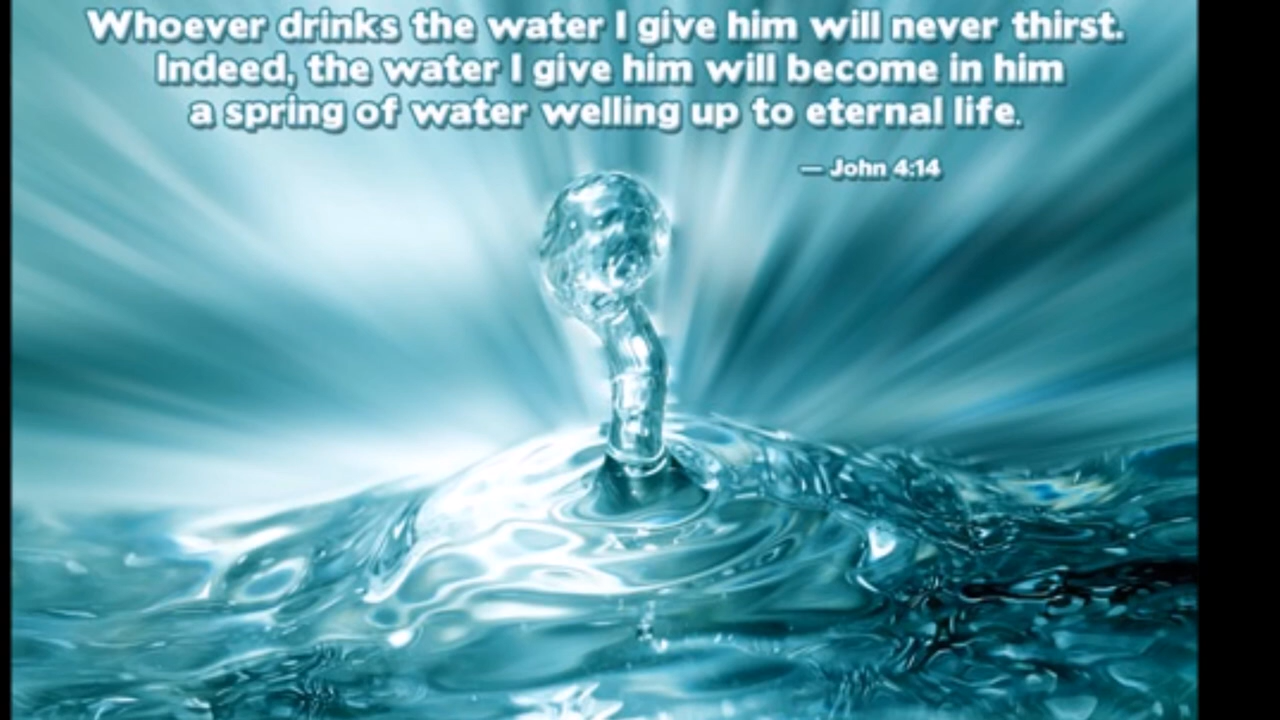 Whoever drinks the water I give him will never thirst.
Indeed, the water I give him will become in him
a spring of water welling up to eternal life.
— John 4:14